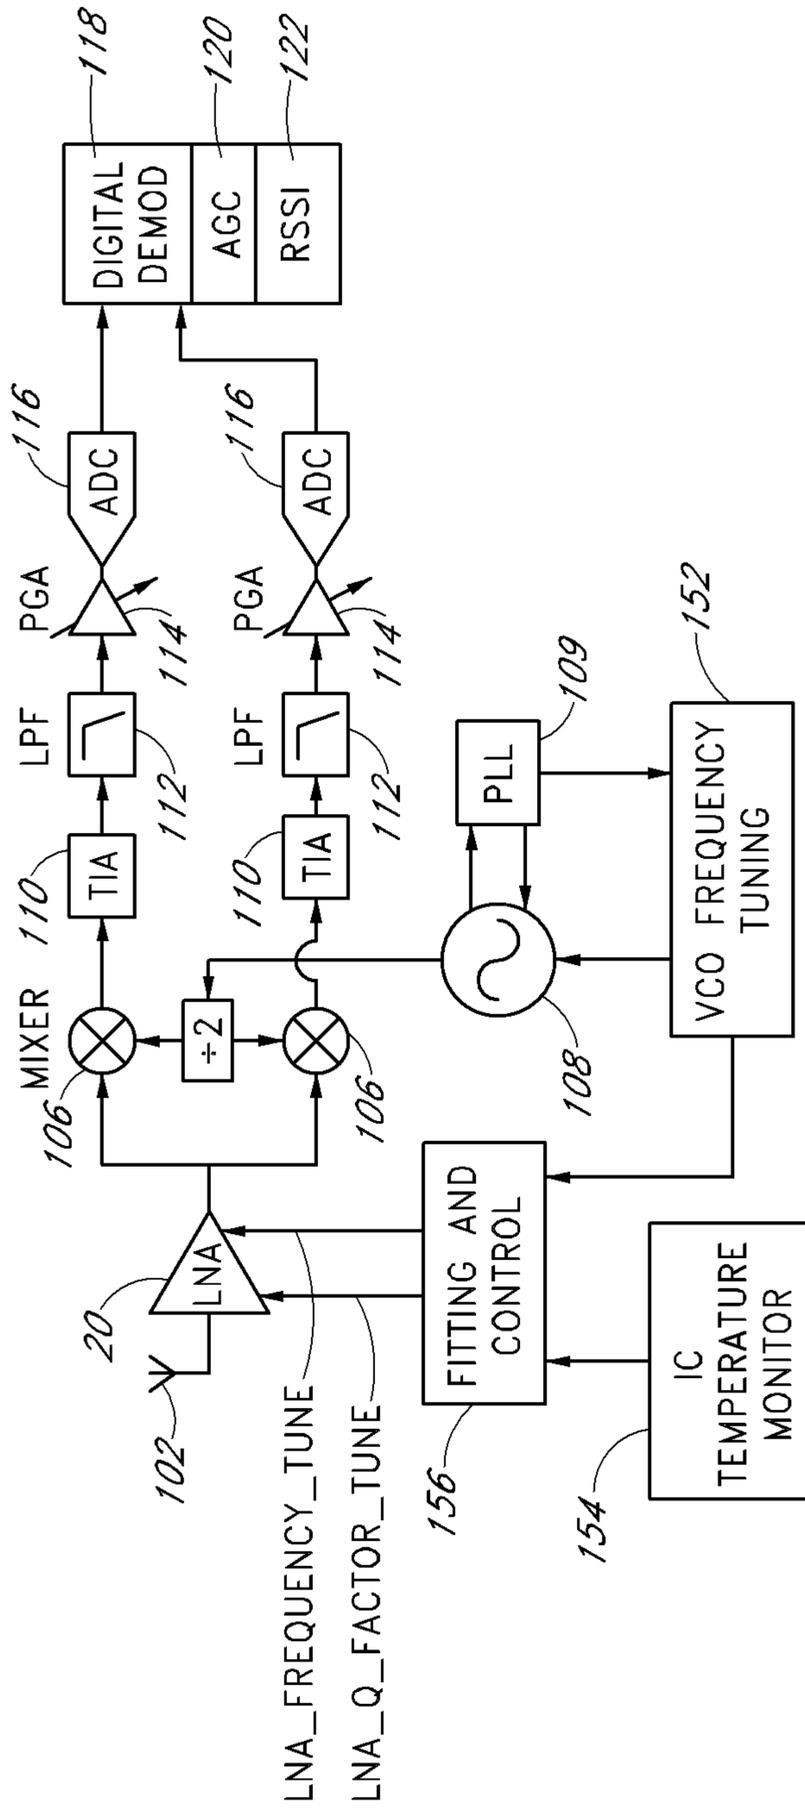 118
120
122
DIGITAL
DEMOD
AGC
RSSI
116
ADC
116
ADC
PGA
114
PGA
114
LPF
112
LPF
112
110
TIA
110
TIA
MIXER
106
÷2
106
20
LNA
102
LNA_FREQUENCY_TUNE
LNA_Q_FACTOR_TUNE
109
PLL
108
152
VCO FREQUENCY
TUNING
FITTING AND
CONTROL
156
IC
TEMPERATURE
MONITOR
154